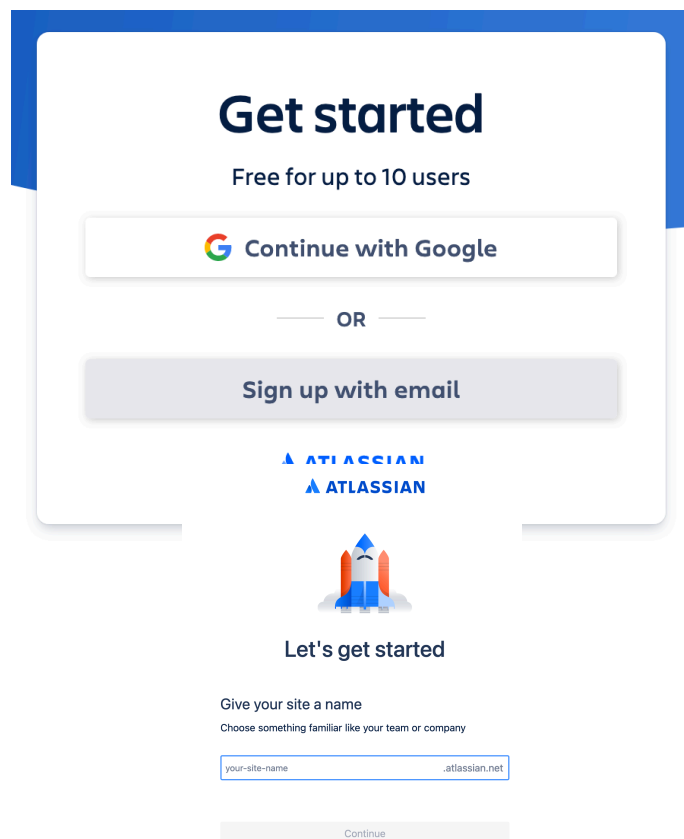 Get started
Free for up to 10 users
Continue with Google
OR
Sign up with email
ATLASSIAN
ATLASSIAN
Let's get started
Give your site a name
Choose something familiar like your team or company
your-site-name .atlassian.net
Continue